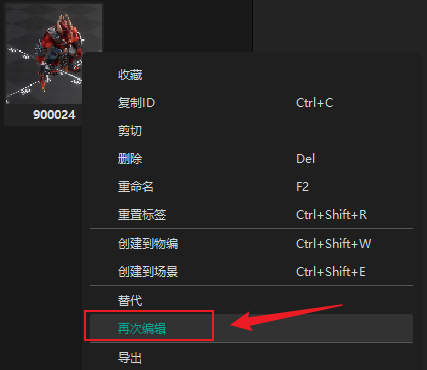 900024
收藏
复制ID Ctrl+C
剪切
删除 Del
重命名 F2
重置标签 Ctrl+Shift+R
创建到物编 Ctrl+Shift+W
创建到场景 Ctrl+Shift+E
替代
再次编辑
导出